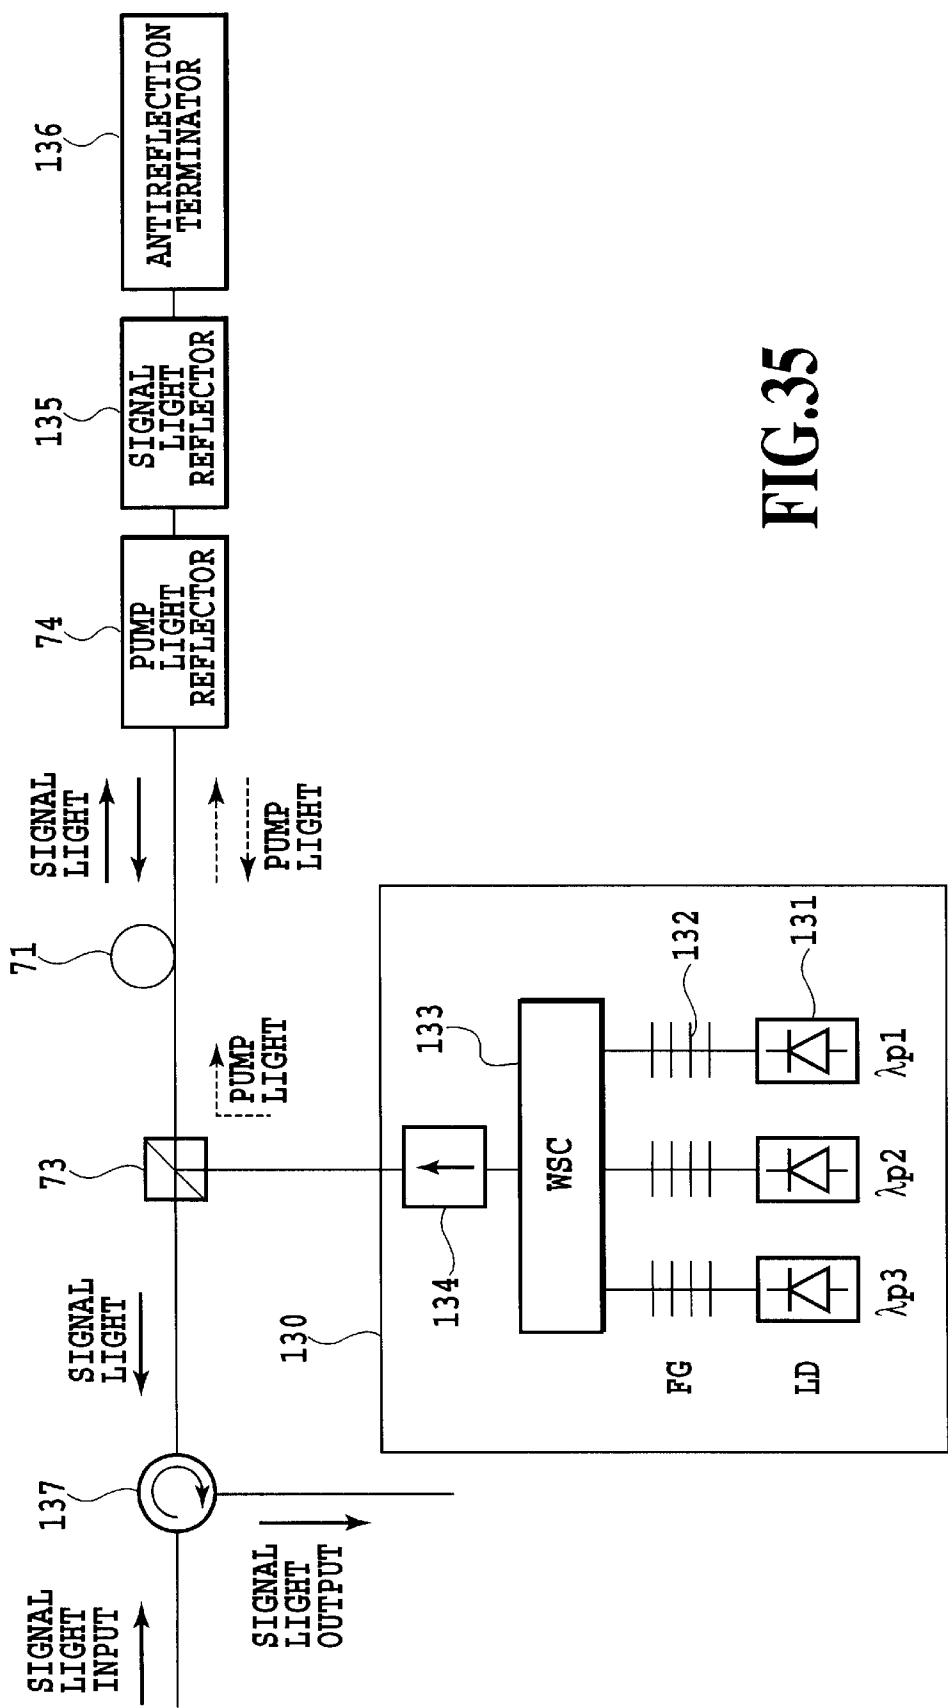 SIGNAL
LIGHT
INPUT
137
SIGNAL
LIGHT
OUTPUT
SIGNAL
LIGHT
73
PUMP
LIGHT
71
SIGNAL
LIGHT
PUMP
LIGHT
74
PUMP
LIGHT
REFLECTOR
135
SIGNAL
LIGHT
REFLECTOR
136
ANTIREFLECTION
TERMINATOR
130
134
133
WSC
132
FG
131
LD
λp3
λp2
λp1
FIG.35